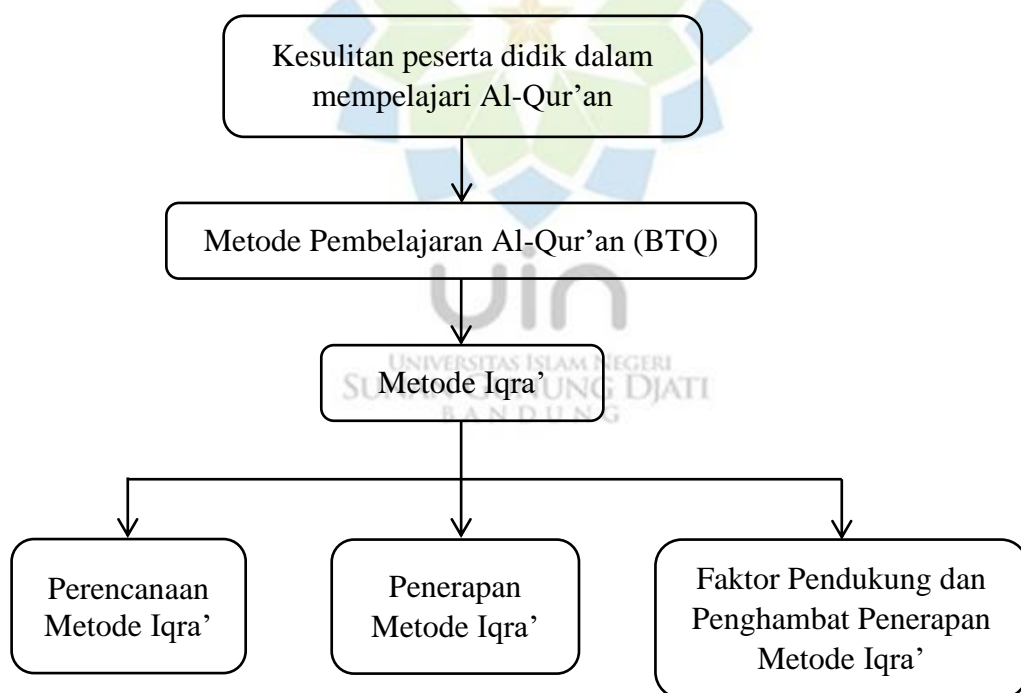 Kesulitan peserta didik dalam
mempelajari Al-Qur’an
Metode Pembelajaran Al-Qur’an (BTQ)
uin
UNIVERSITAS ISLAM NEGERI
Metode Iqra’
SUNAN GUNUNG DJATI
BANDUNG
Perencanaan
Metode Iqra’
Penerapan
Metode Iqra’
Faktor Pendukung dan
Penghambat Penerapan
Metode Iqra’